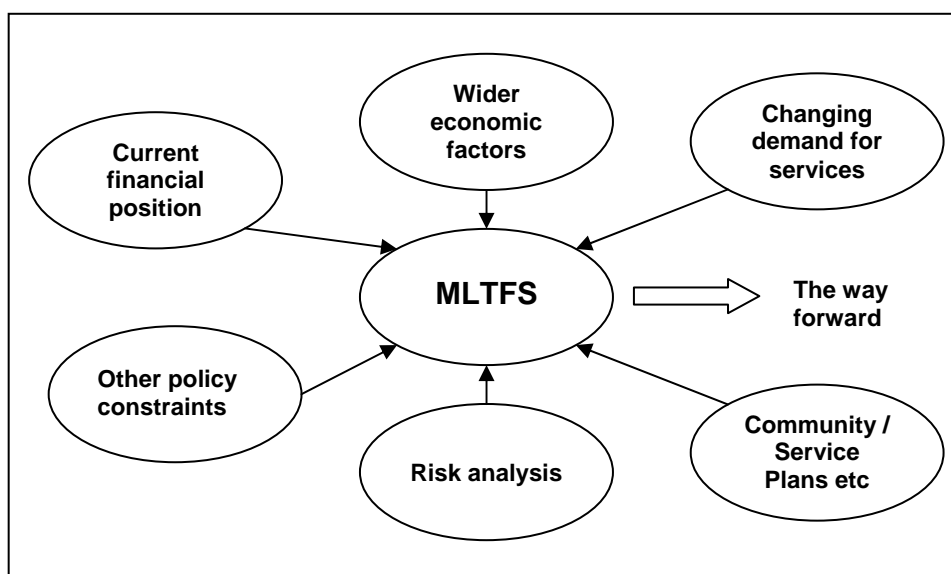 Wider
economic
factors
Changing
demand for
services
Current
financial
position
MLTFS
The way
forward
Other policy
constraints
Risk analysis
Community /
Service
Plans etc